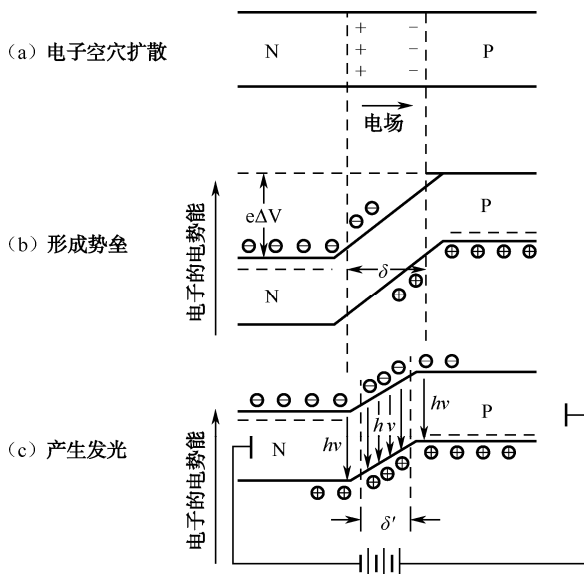 N + − P
+ −
+ −
（a）电子空穴扩散
电场
eΔV
P
（b）形成势垒
电子的电势能
δ
N
hν hν hν
P
（c）产生发光
N
电子的电势能
δ′